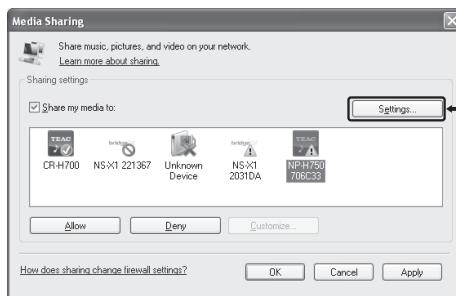 Media Sharing
Share music, pictures, and video on your network.
Learn more about sharing.
Sharing settings
Share my media to:
Settings...
TEAC
TEAC
CR-H700
NS-X1 221367
Unknown Device
NS-X1 2031DA
NP-H750 706C33
Allow
Deny
Customize...
How does sharing change firewall settings?
OK
Cancel
Apply